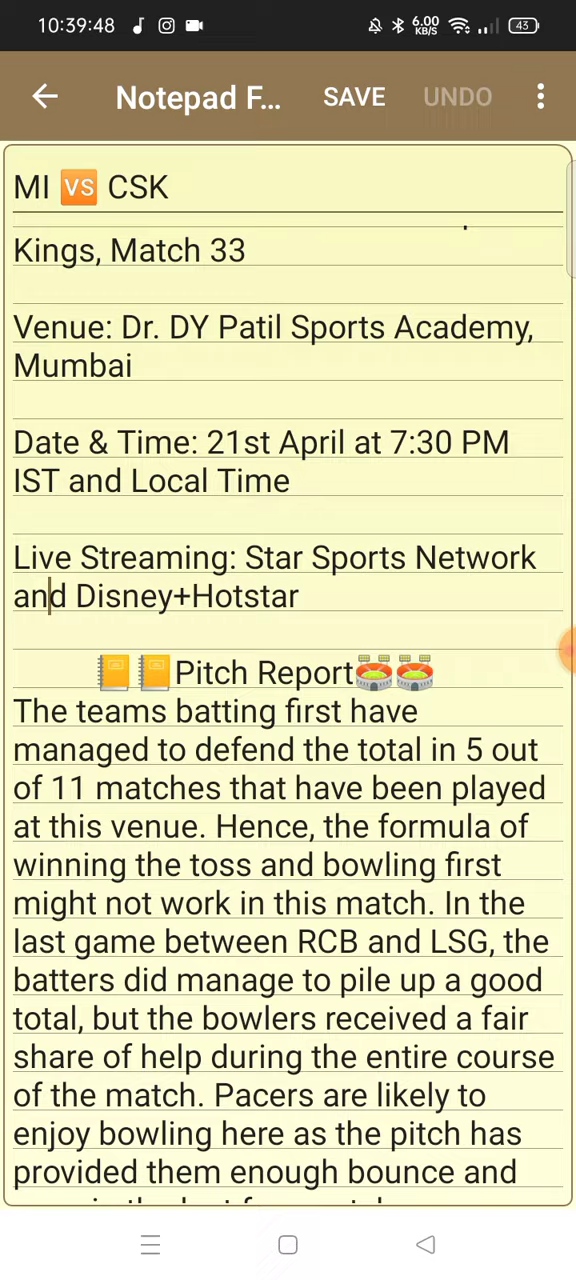 10:39:48 6.00 KB/S 43
Notepad F... SAVE UNDO
MI 🆚 CSK
Kings, Match 33
Venue: Dr. DY Patil Sports Academy,
Mumbai
Date & Time: 21st April at 7:30 PM
IST and Local Time
Live Streaming: Star Sports Network
and Disney+Hotstar
📒📒Pitch Report🏟️🏟️
The teams batting first have
managed to defend the total in 5 out
of 11 matches that have been played
at this venue. Hence, the formula of
winning the toss and bowling first
might not work in this match. In the
last game between RCB and LSG, the
batters did manage to pile up a good
total, but the bowlers received a fair
share of help during the entire course
of the match. Pacers are likely to
enjoy bowling here as the pitch has
provided them enough bounce and